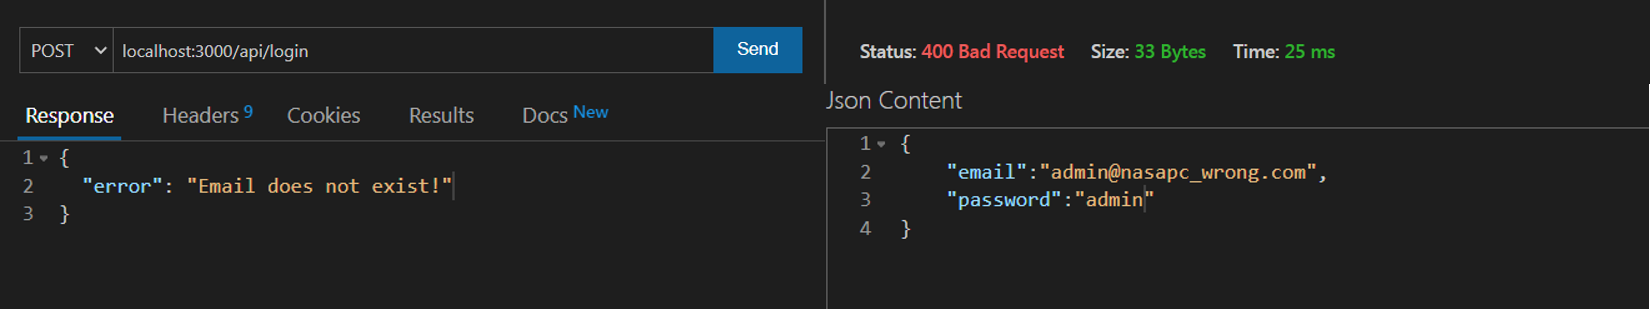 POST localhost:3000/api/login Send
Status: 400 Bad Request Size: 33 Bytes Time: 25 ms
Response Headers 9 Cookies Results Docs New
1 {
2 "error": "Email does not exist!"
3 }
Json Content
1 {
2 "email":"admin@nasapc_wrong.com",
3 "password":"admin"
4 }